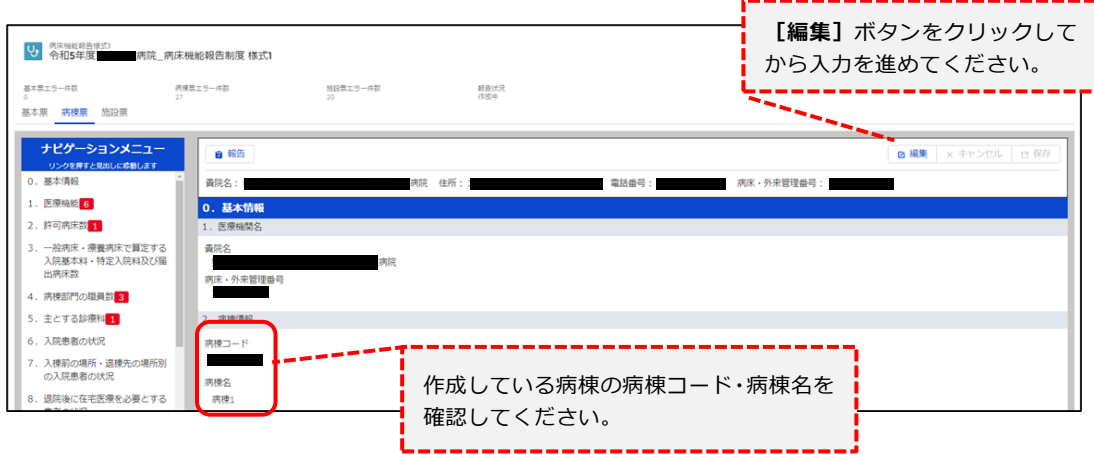 ［編集］ボタンをクリックして
から入力を進めてください。
病床機能報告様式1
令和5年度 病院_病床機能報告制度 様式1
基本票エラー件数 病棟票エラー件数 施設票エラー件数 報告状況
0 27 20 作成中
基本票 病棟票 施設票
ナビゲーションメニュー
リンクを押すと見出しに移動します
0. 基本情報
1. 医療機能 6
2. 許可病床数 1
3. 一般病床・療養病床で算定する
入院基本料・特定入院料及び届
出病床数
4. 病棟部門の職員数 3
5. 主とする診療科 1
6. 入院患者の状況
7. 入棟前の場所・退棟先の場所別
の入院患者の状況
8. 退院後に在宅医療を必要とする
報告
編集 × キャンセル 保存
貴院名： 病院 住所： 電話番号： 病床・外来管理番号：
0. 基本情報
1. 医療機関名
貴院名
病院
病床・外来管理番号
2. 病棟情報
病棟コード
病棟名
病棟1
作成している病棟の病棟コード・病棟名を
確認してください。